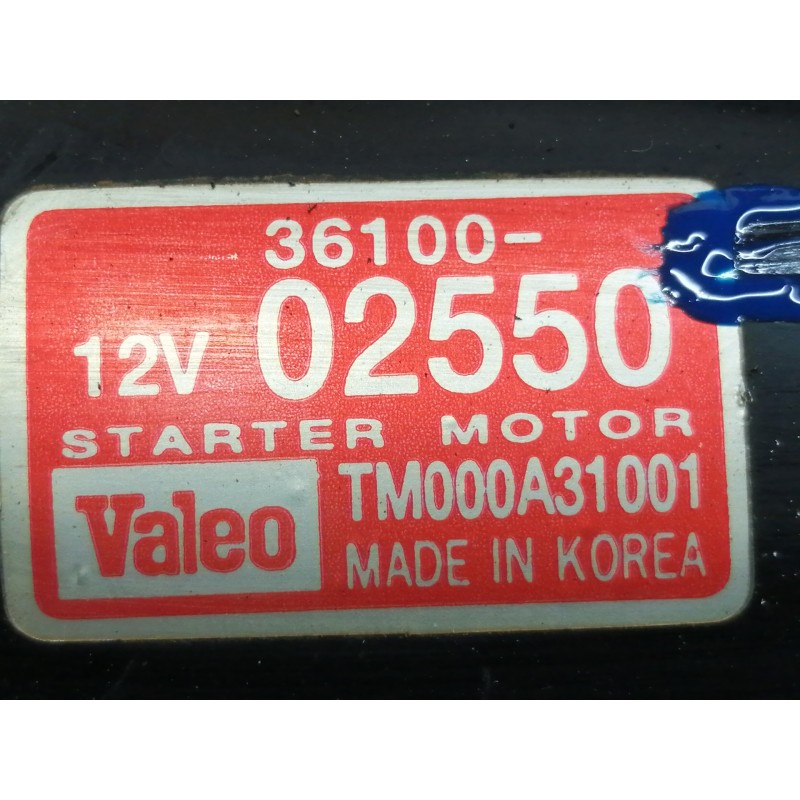 36100-
12V 02550
STARTER MOTOR
Valeo TM000A31001
MADE IN KOREA